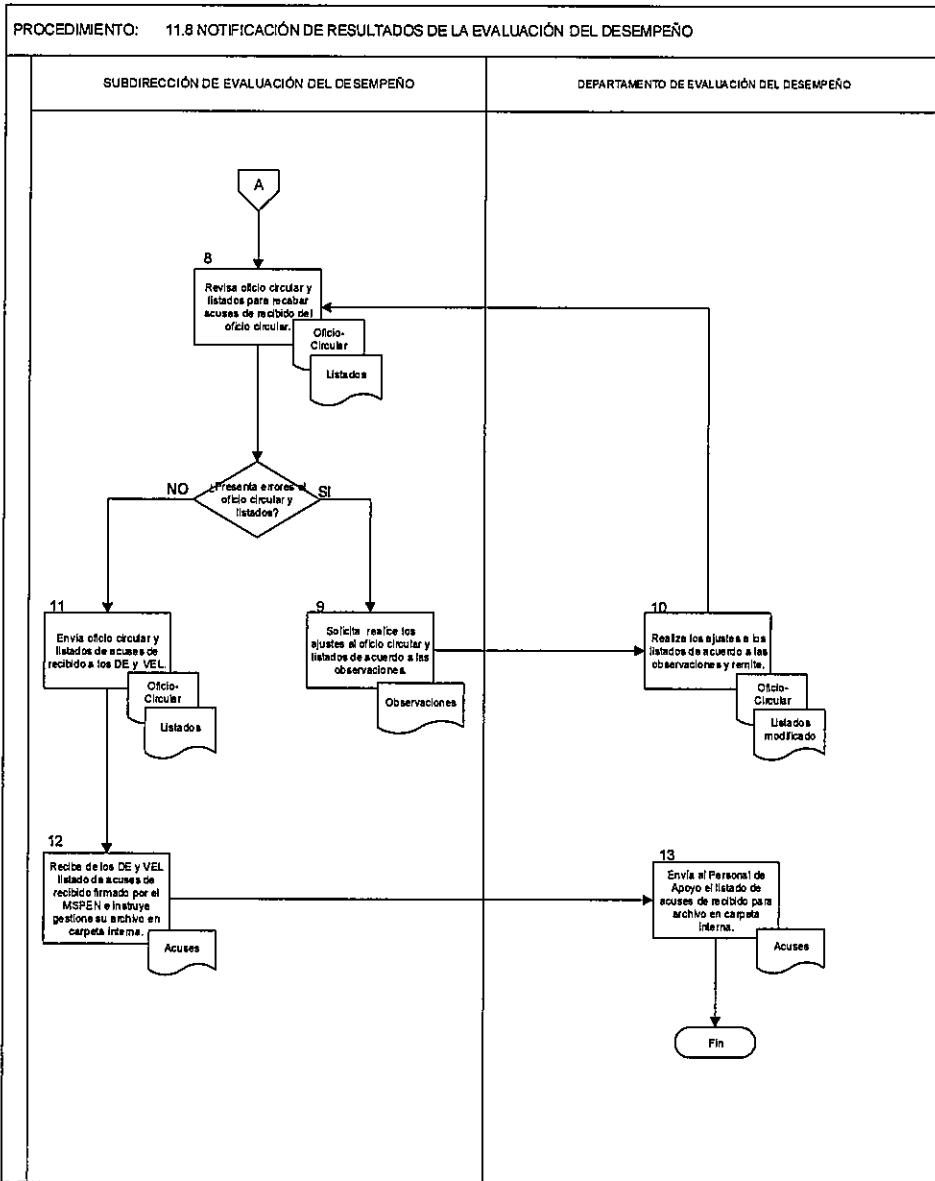 PROCEDIMIENTO: 11.8 NOTIFICACIÓN DE RESULTADOS DE LA EVALUACIÓN DEL DESEMPEÑO
SUBDIRECCIÓN DE EVALUACIÓN DEL DESEMPEÑO
DEPARTAMENTO DE EVALUACIÓN DEL DESEMPEÑO
A
8
Revisa oficio circular y
listados para recabar
acuses de recibido del
oficio circular.
Oficio-
Circular
Listados
¿Presenta errores el
oficio circular y
listados?
NO
SI
11
Envía oficio circular y
listados de acuses de
recibido a los DE y VEL.
Oficio-
Circular
Listados
9
Solicita realice los
ajustes al oficio circular y
listados de acuerdo a las
observaciones.
Observaciones
10
Realiza los ajustes a los
listados de acuerdo a las
observaciones y remite.
Oficio-
Circular
Listados
modificado
12
Recibe de los DE y VEL
listado de acuses de
recibido firmado por el
MSPEN e instruye
gestione su archivo en
carpeta interna.
Acuses
13
Envía al Personal de
Apoyo el listado de
acuses de recibido para
archivo en carpeta
interna.
Acuses
Fin